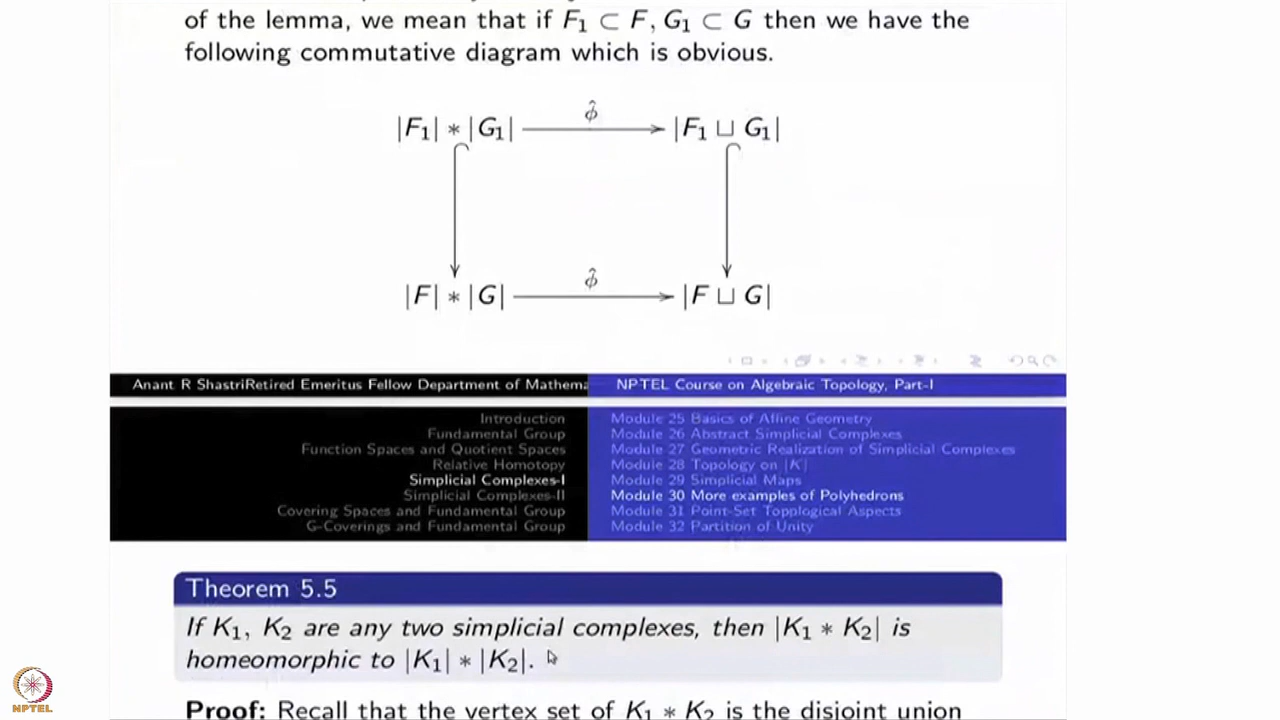 of the lemma, we mean that if F₁ ⊂ F, G₁ ⊂ G then we have the
following commutative diagram which is obvious.
|F₁| ∗ |G₁| ϕ̂ |F₁ ⊔ G₁|
|F| ∗ |G| ϕ̂ |F ⊔ G|
Anant R ShastriRetired Emeritus Fellow Department of Mathema NPTEL Course on Algebraic Topology, Part-I
Introduction
Fundamental Group
Function Spaces and Quotient Spaces
Relative Homotopy
Simplicial Complexes-I
Simplicial Complexes-II
Covering Spaces and Fundamental Group
G-Coverings and Fundamental Group
Module 25 Basics of Affine Geometry
Module 26 Abstract Simplicial Complexes
Module 27 Geometric Realization of Simplicial Complexes
Module 28 Topology on |K|
Module 29 Simplicial Maps
Module 30 More examples of Polyhedrons
Module 31 Point-Set Topplogical Aspects
Module 32 Partition of Unity
Theorem 5.5
If K₁, K₂ are any two simplicial complexes, then |K₁ ∗ K₂| is
homeomorphic to |K₁| ∗ |K₂|.
Proof: Recall that the vertex set of K₁ ∗ K₂ is the disjoint union
NPTEL